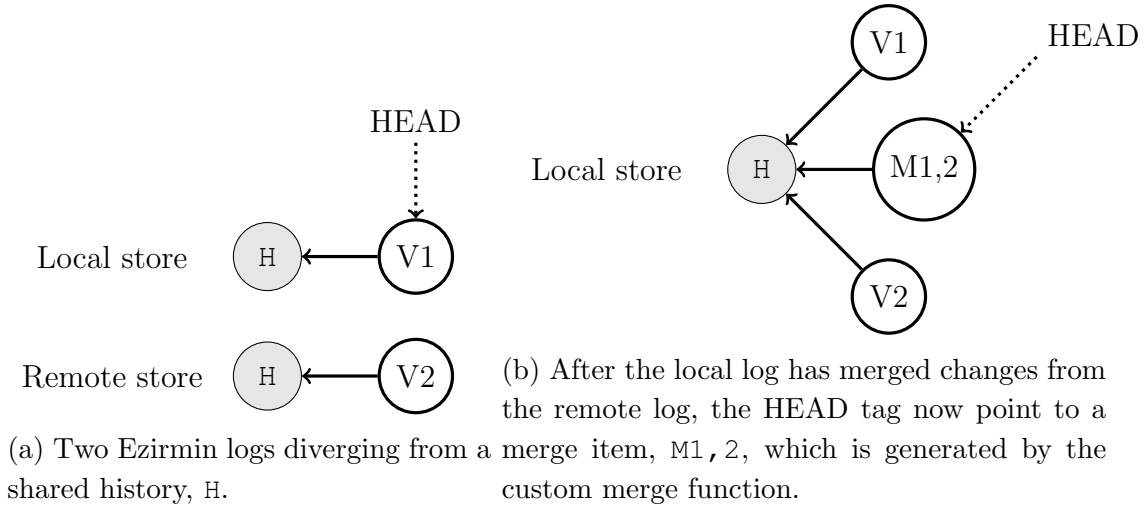 HEAD
Local store
H
V1
Remote store
H
V2
(a) Two Ezirmin logs diverging from a
shared history, H.
V1
HEAD
Local store
H
M1,2
V2
(b) After the local log has merged changes from
the remote log, the HEAD tag now point to a
merge item, M1,2, which is generated by the
custom merge function.